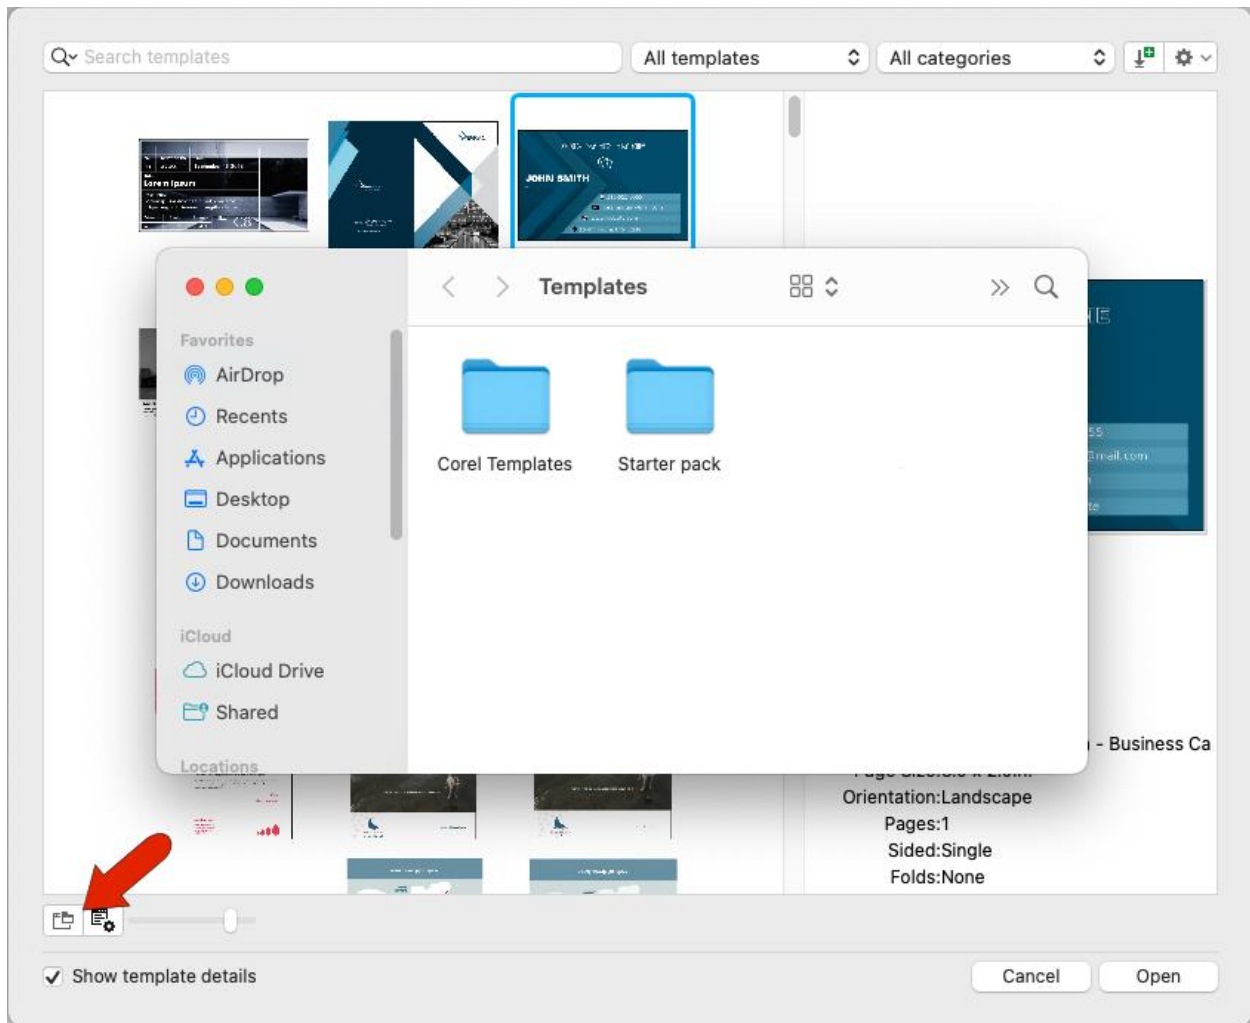 Search templates
All templates
All categories
Lorem Ipsum
JOHN SMITH
Templates
Favorites
AirDrop
Recents
Applications
Desktop
Documents
Downloads
iCloud
iCloud Drive
Shared
Locations
Corel Templates
Starter pack
mail.com
- Business Ca
Orientation:Landscape
Pages:1
Sided:Single
Folds:None
Show template details
Cancel
Open